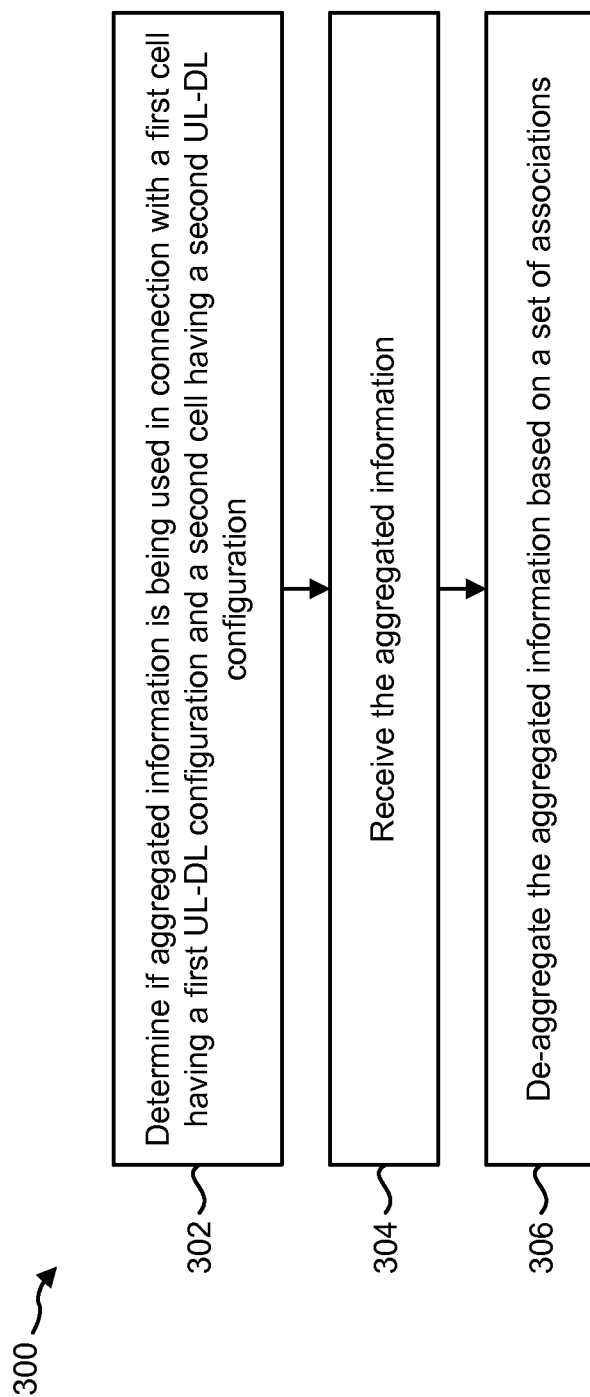 300
302
Determine if aggregated information is being used in connection with a first cell
having a first UL-DL configuration and a second cell having a second UL-DL
configuration
304
Receive the aggregated information
306
De-aggregate the aggregated information based on a set of associations